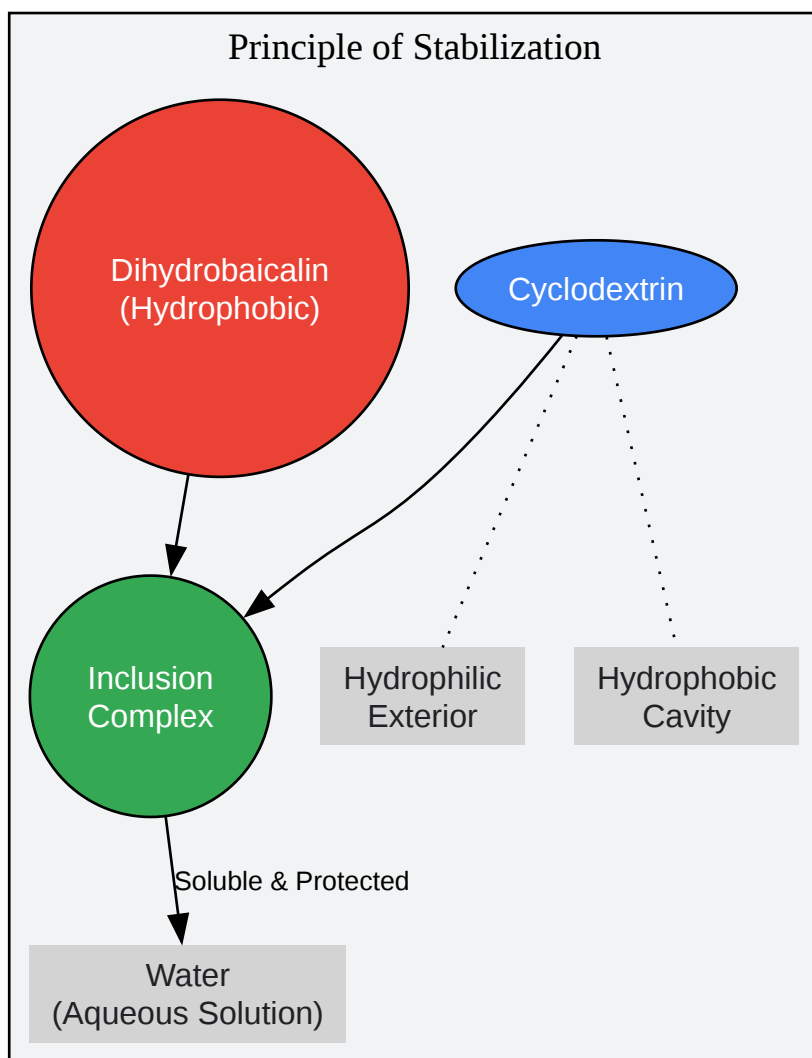 Principle of Stabilization
Dihydrobaicalin
(Hydrophobic)
Cyclodextrin
Inclusion
Complex
Hydrophilic
Exterior
Hydrophobic
Cavity
Soluble & Protected
Water
(Aqueous Solution)